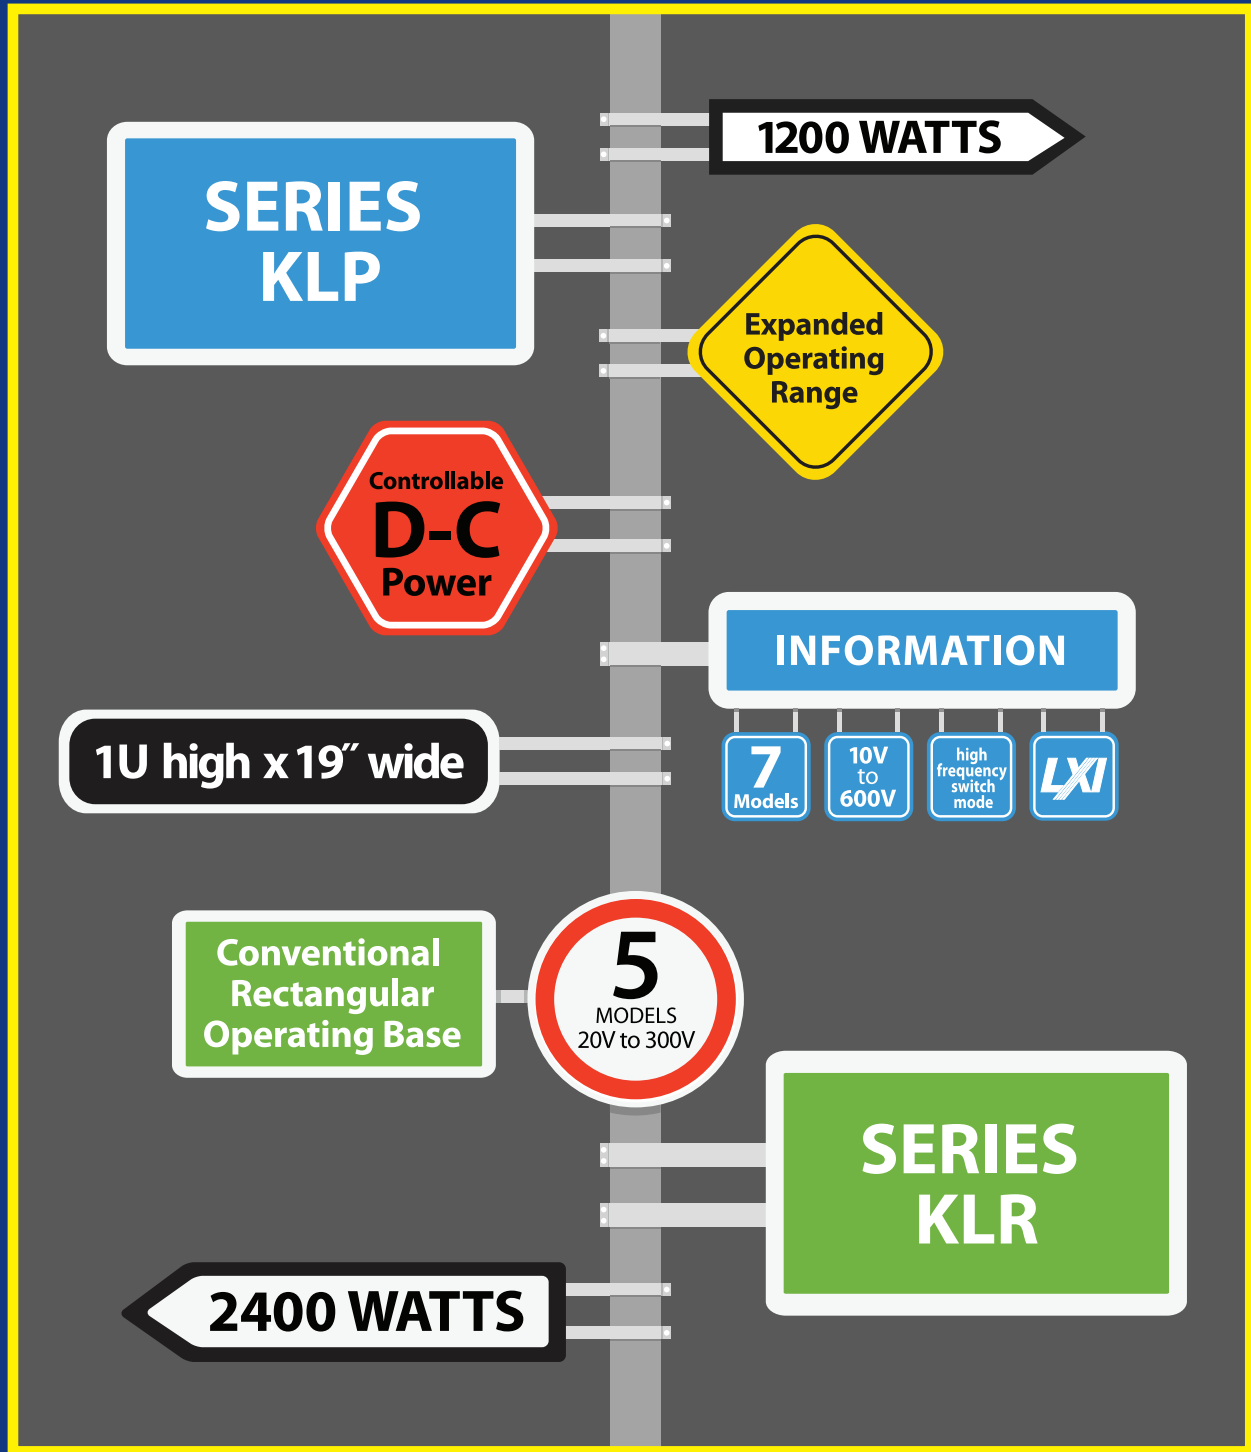 1200 WATTS
SERIES
KLP
Expanded
Operating
Range
Controllable
D-C
Power
INFORMATION
1U high x 19″ wide
7
Models
10V
to
600V
high
frequency
switch
mode
LXI
Conventional
Rectangular
Operating Base
5
MODELS
20V to 300V
SERIES
KLR
2400 WATTS